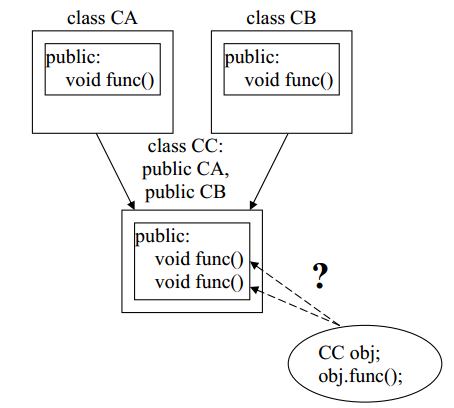 class CA
class CB
public:
void func()
public:
void func()
class CC:
public CA,
public CB
public:
void func()
void func()
?
CC obj;
obj.func();